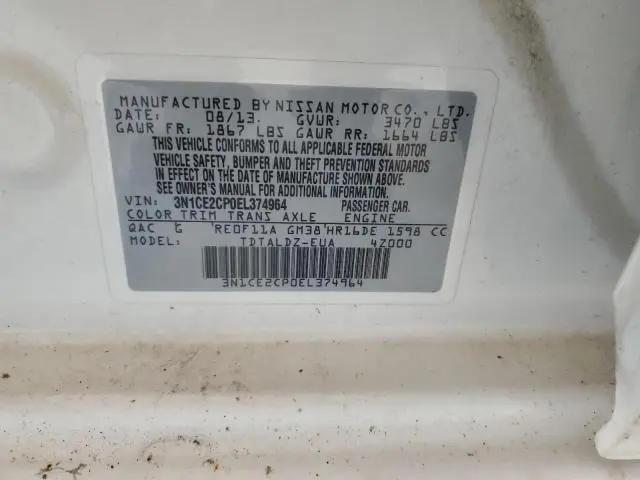 MANUFACTURED BY NISSAN MOTOR CO., LTD.
DATE: 08/13. GVWR: 3470 LBS
GAWR FR: 1867 LBS GAWR RR: 1664 LBS
THIS VEHICLE CONFORMS TO ALL APPLICABLE FEDERAL MOTOR
VEHICLE SAFETY, BUMPER AND THEFT PREVENTION STANDARDS
IN EFFECT ON THE DATE OF MANUFACTURE SHOWN ABOVE.
SEE OWNER'S MANUAL FOR ADDITIONAL INFORMATION.
VIN: 3N1CE2CP0EL374964 PASSENGER CAR.
COLOR TRIM TRANS AXLE ENGINE
QAC G RE0F11A GM38 HR16DE 1598 CC
MODEL: TDTALDZ-EUA 4Z000
3N1CE2CP0EL374964